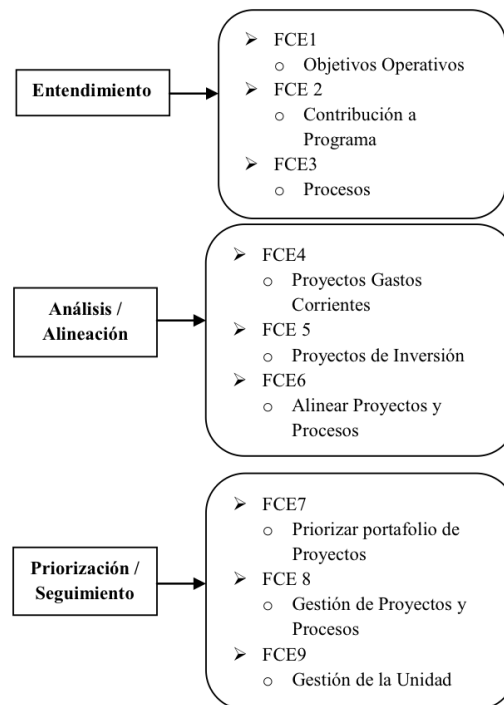 Entendimiento
➢ FCE1
o Objetivos Operativos
➢ FCE 2
o Contribución a
Programa
➢ FCE3
o Procesos
Análisis /
Alineación
➢ FCE4
o Proyectos Gastos
Corrientes
➢ FCE 5
o Proyectos de Inversión
➢ FCE6
o Alinear Proyectos y
Procesos
Priorización /
Seguimiento
➢ FCE7
o Priorizar portafolio de
Proyectos
➢ FCE 8
o Gestión de Proyectos y
Procesos
➢ FCE9
o Gestión de la Unidad